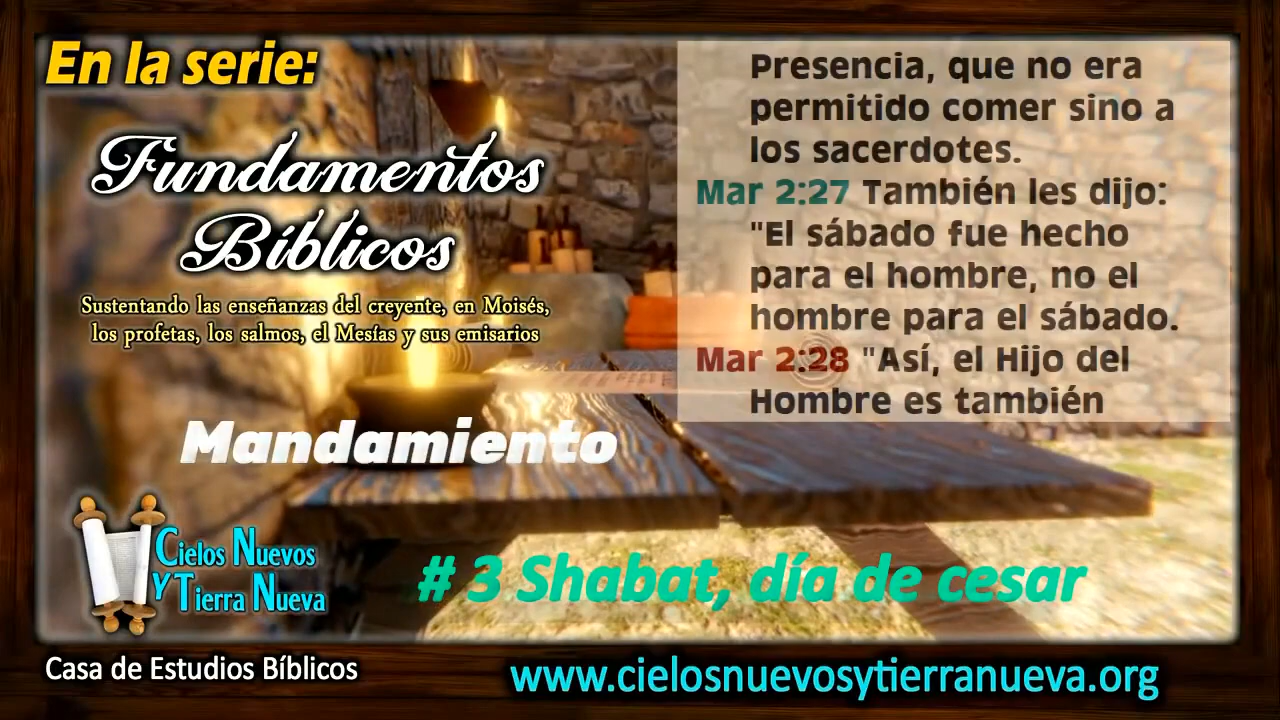 En la serie:
Fundamentos
Bíblicos
Sustentando las enseñanzas del creyente, en Moisés,
los profetas, los salmos, el Mesías y sus emisarios
Presencia, que no era
permitido comer sino a
los sacerdotes.
Mar 2:27 También les dijo:
"El sábado fue hecho
para el hombre, no el
hombre para el sábado.
Mar 2:28 "Así, el Hijo del
Hombre es también
Mandamiento
Cielos Nuevos
Y Tierra Nueva
# 3 Shabat, día de cesar
Casa de Estudios Bíblicos
www.cielosnuevosytierranueva.org